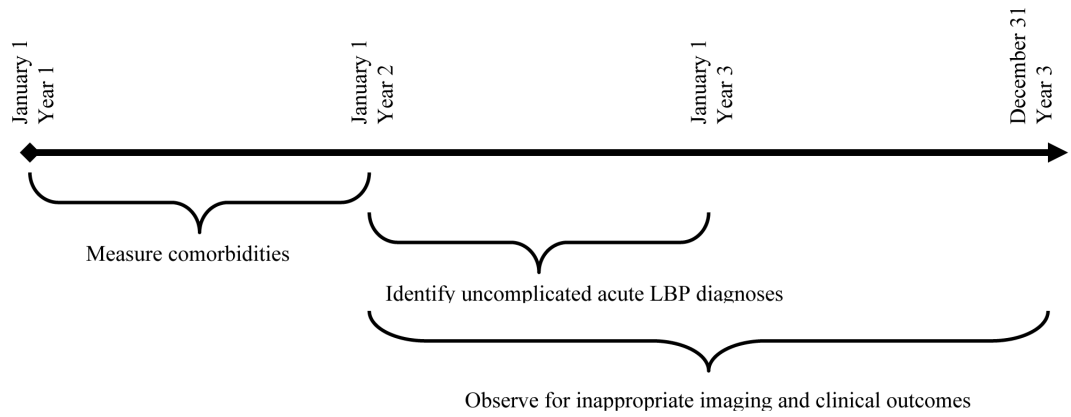 January 1
Year 1
January 1
Year 2
January 1
Year 3
December 31
Year 3
Measure comorbidities
Identify uncomplicated acute LBP diagnoses
Observe for inappropriate imaging and clinical outcomes